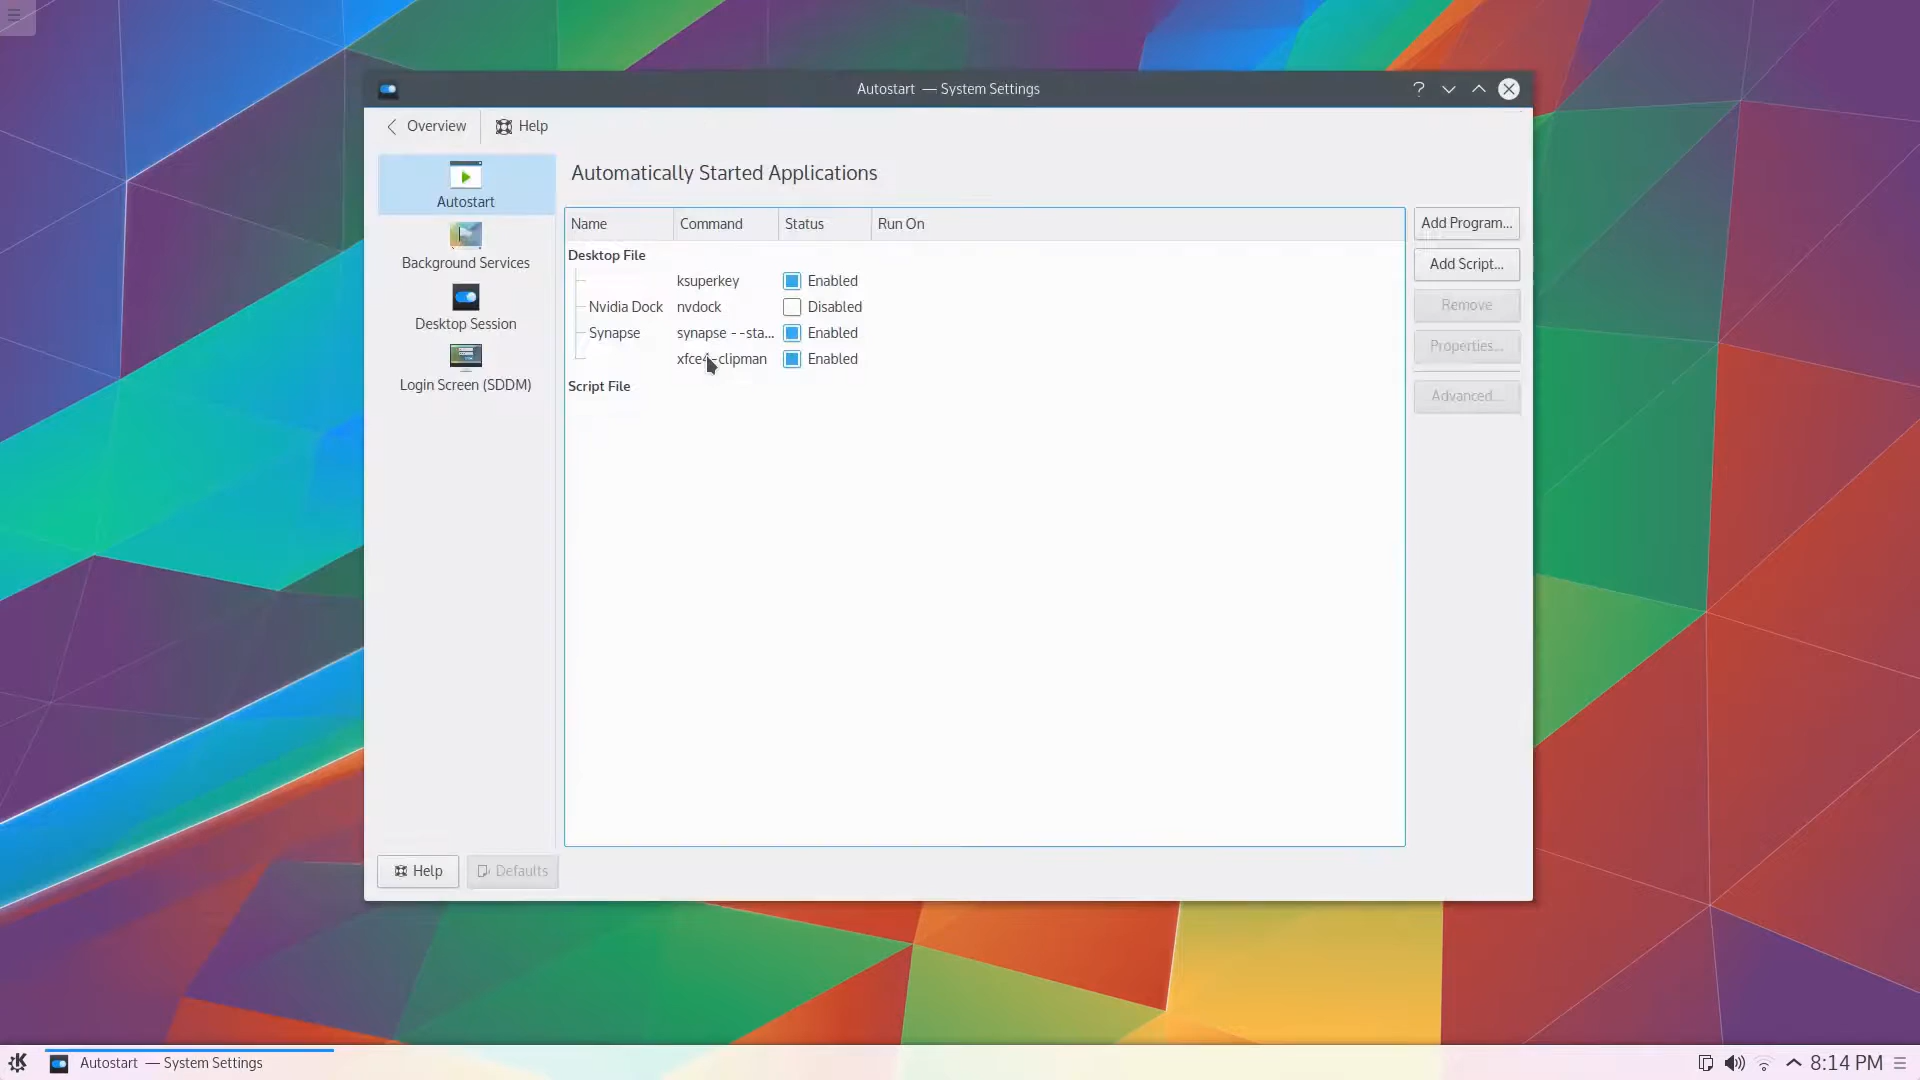 Autostart — System Settings
?
Overview
Help
Autostart
Background Services
Desktop Session
Login Screen (SDDM)
Automatically Started Applications
Name Command Status Run On
Desktop File
ksuperkey Enabled
Nvidia Dock nvdock Disabled
Synapse synapse --sta... Enabled
xfce4-clipman Enabled
Script File
Add Program...
Add Script...
Remove
Properties...
Advanced...
Help
Defaults
Autostart — System Settings
8:14 PM